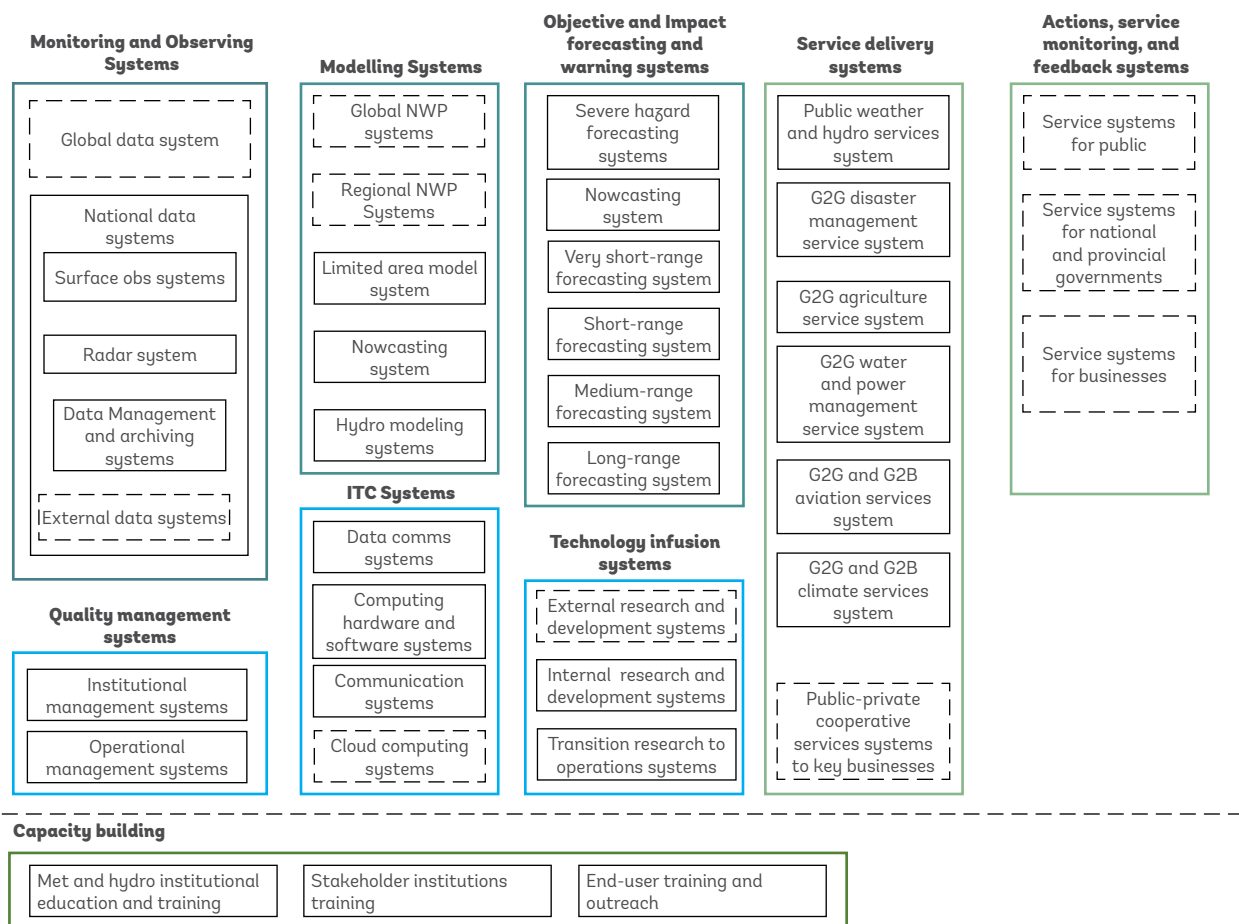 Monitoring and Observing
Systems
Global data system
National data
systems
Surface obs systems
Radar system
Data Management
and archiving
systems
External data systems
Quality management
systems
Institutional
management systems
Operational
management systems
Modelling Systems
Global NWP
systems
Regional NWP
Systems
Limited area model
system
Nowcasting
system
Hydro modeling
systems
ITC Systems
Data comms
systems
Computing
hardware and
software systems
Communication
systems
Cloud computing
systems
Objective and Impact
forecasting and
warning systems
Severe hazard
forecasting
systems
Nowcasting
system
Very short-range
forecasting system
Short-range
forecasting system
Medium-range
forecasting system
Long-range
forecasting system
Technology infusion
systems
External research and
development systems
Internal research and
development systems
Transition research to
operations systems
Service delivery
systems
Public weather
and hydro services
system
G2G disaster
management
service system
G2G agriculture
service system
G2G water
and power
management
service system
G2G and G2B
aviation services
system
G2G and G2B
climate services
system
Public-private
cooperative
services systems
to key businesses
Actions, service
monitoring, and
feedback systems
Service systems
for public
Service systems
for national
and provincial
governments
Service systems
for businesses
Capacity building
Met and hydro institutional
education and training
Stakeholder institutions
training
End-user training and
outreach